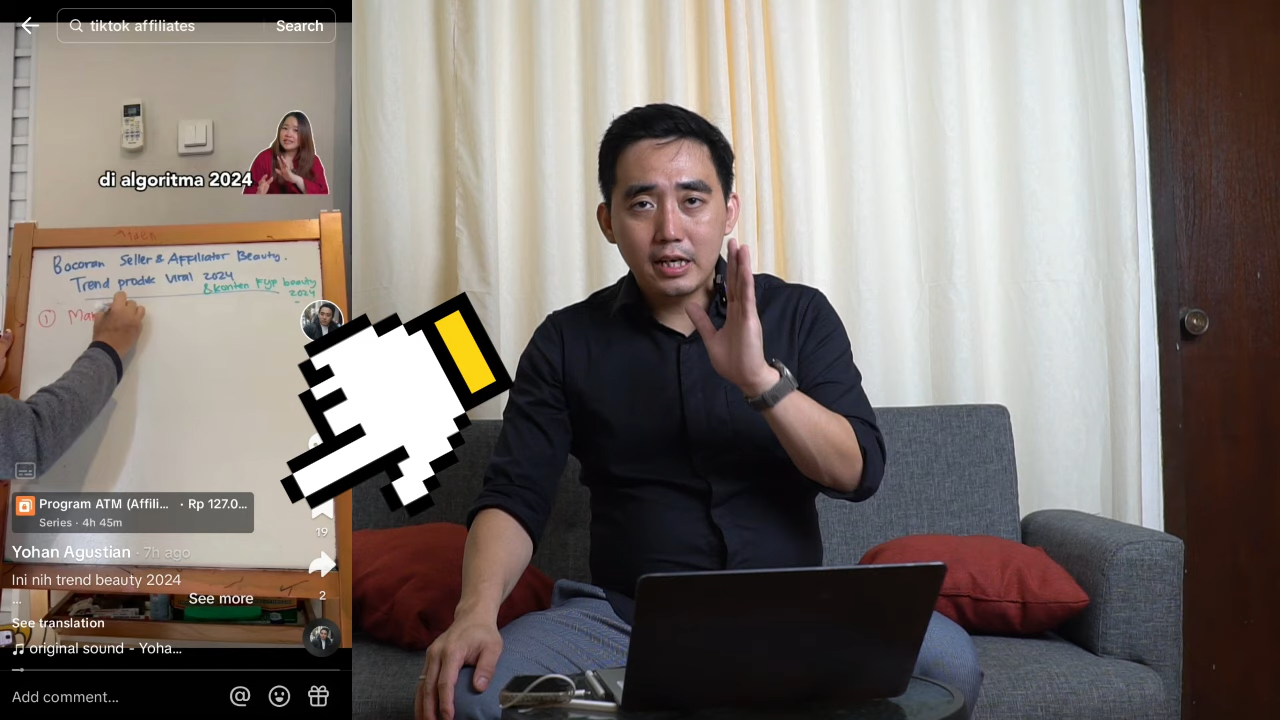 tiktok affiliates
Search
di algoritma 2024
Bocoran Seller & Affiliator Beauty.
Trend produk Viral 2024
& konten FYP beauty
2024
① Ma
Program ATM (Affili... · Rp 127.0...
Series · 4h 45m
19
Yohan Agustian · 7h ago
Ini nih trend beauty 2024
...
See more
2
See translation
original sound - Yoha...
Add comment...